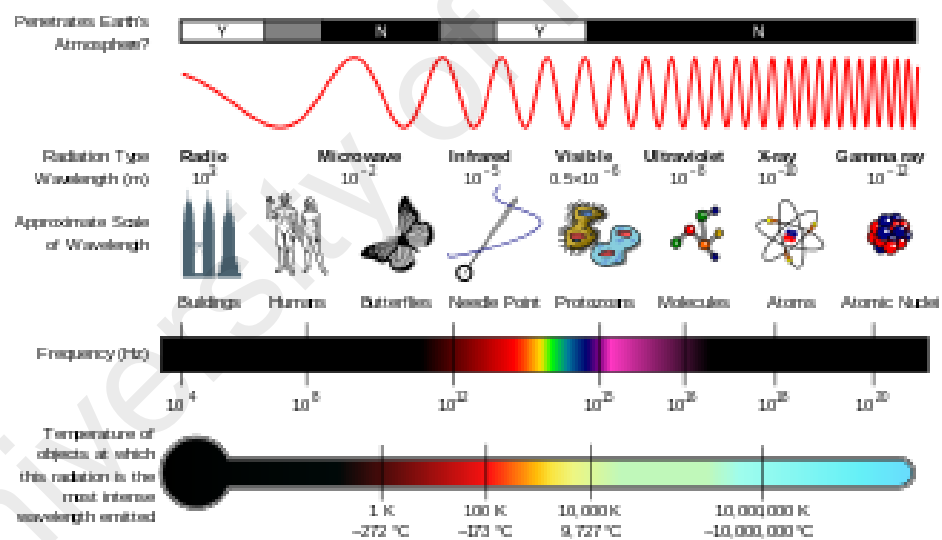 Penetrates Earth's
Atmosphere?
Y N Y N
Radiation Type
Wavelength (m)
Radio Microwave Infrared Visible Ultraviolet X-ray Gamma ray
10³ 10⁻² 10⁻⁵ 0.5×10⁻⁶ 10⁻⁸ 10⁻¹⁰ 10⁻¹²
Approximate Scale
of Wavelength
Buildings Humans Butterflies Needle Point Protozoans Molecules Atoms Atomic Nuclei
Frequency (Hz)
10⁴ 10⁸ 10¹² 10¹⁵ 10¹⁶ 10¹⁸ 10²⁰
Temperature of
objects at which
this radiation is the
most intense
wavelength emitted
1 K 100 K 10,000 K 10,000,000 K
−272 °C −173 °C 9,727 °C ~10,000,000 °C
University of